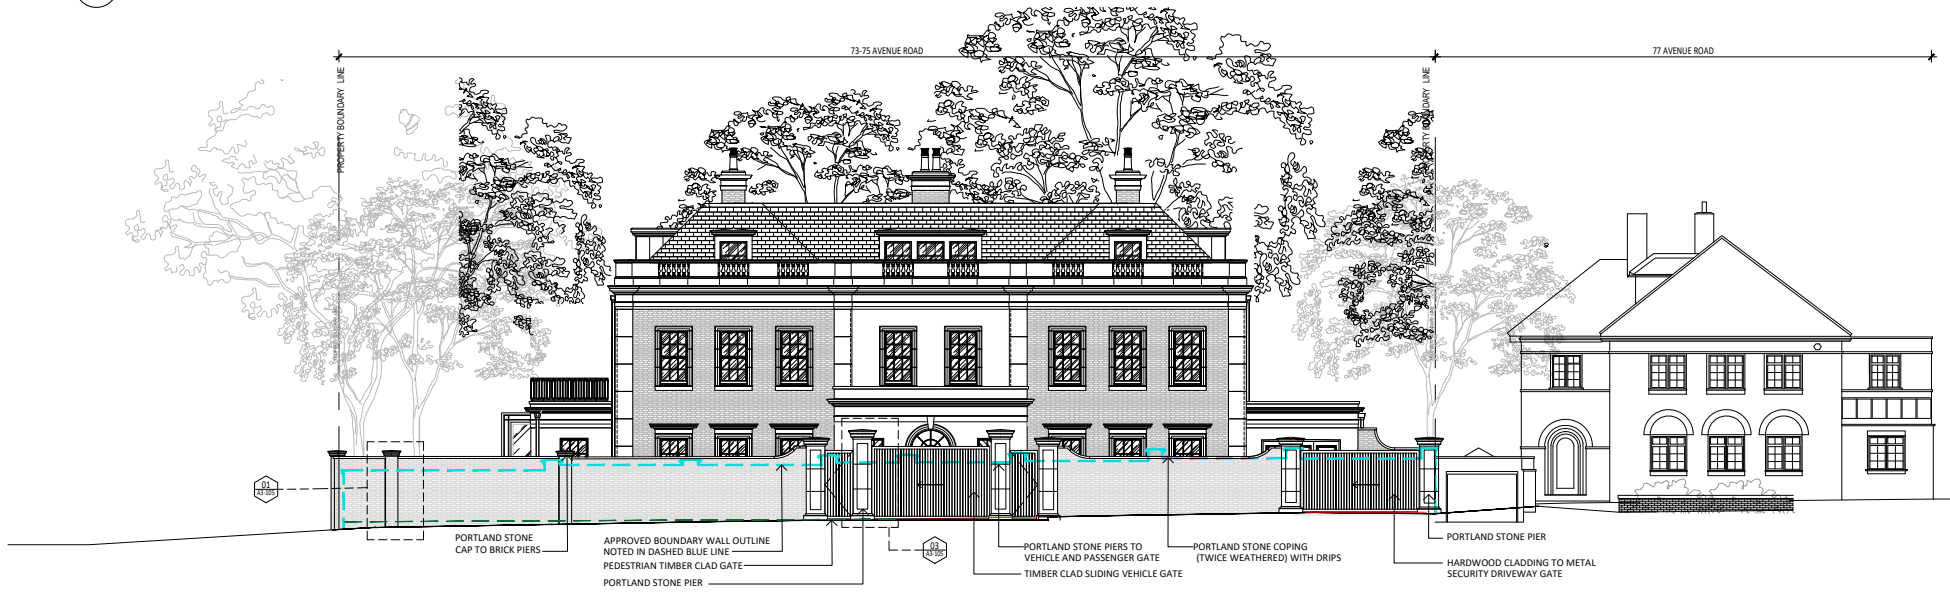 73-75 AVENUE ROAD
77 AVENUE ROAD
PROPERTY BOUNDARY LINE
PROPERTY BOUNDARY LINE
01
A3-105
PORTLAND STONE
CAP TO BRICK PIERS
APPROVED BOUNDARY WALL OUTLINE
NOTED IN DASHED BLUE LINE
PEDESTRIAN TIMBER CLAD GATE
PORTLAND STONE PIER
03
A3-105
PORTLAND STONE PIERS TO
VEHICLE AND PASSENGER GATE
TIMBER CLAD SLIDING VEHICLE GATE
PORTLAND STONE COPING
(TWICE WEATHERED) WITH DRIPS
PORTLAND STONE PIER
HARDWOOD CLADDING TO METAL
SECURITY DRIVEWAY GATE